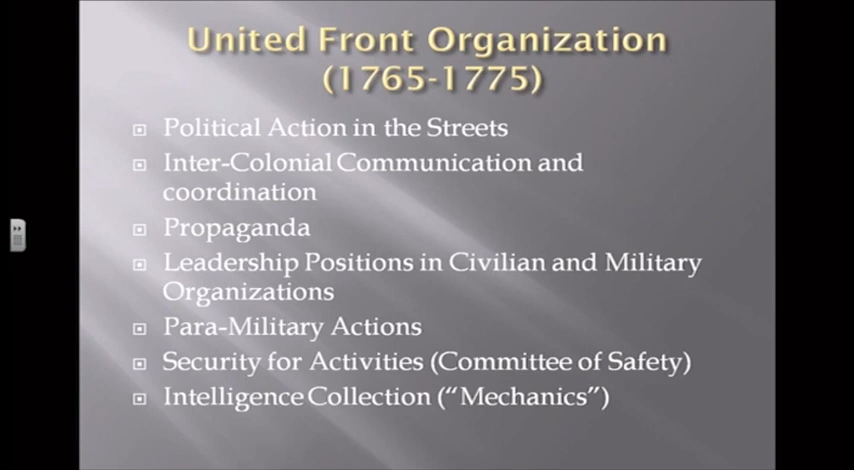 United Front Organization
(1765-1775)
Political Action in the Streets
Inter-Colonial Communication and
coordination
Propaganda
Leadership Positions in Civilian and Military
Organizations
Para-Military Actions
Security for Activities (Committee of Safety)
Intelligence Collection (“Mechanics”)